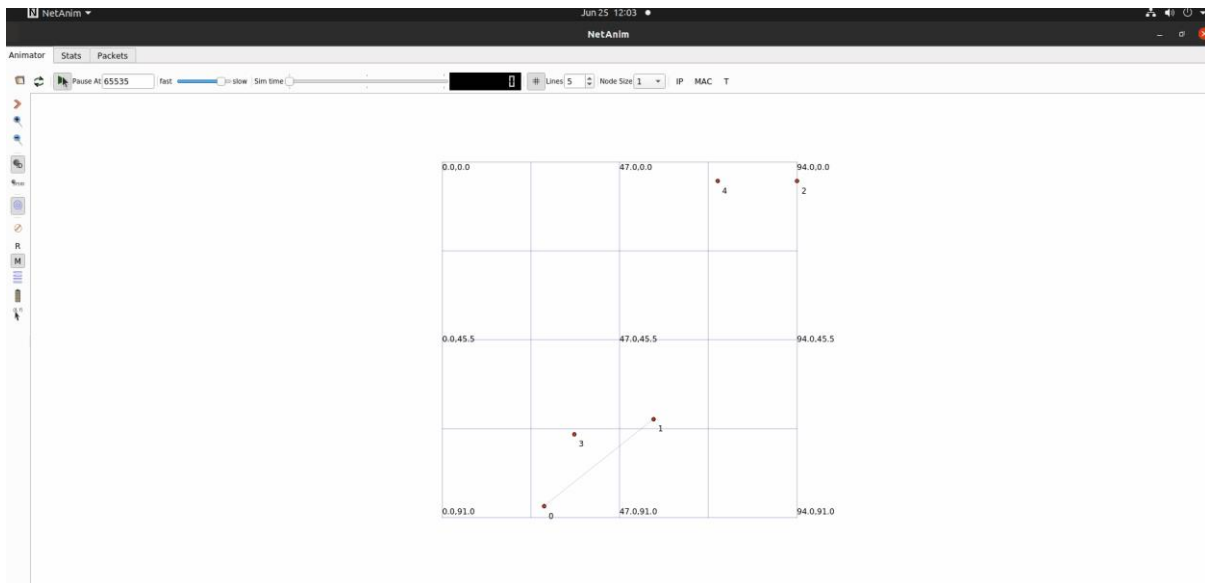 NetAnim Jun 25 12:03
NetAnim
Animator Stats Packets
Pause At 65535 fast slow Sim time 0 # Lines 5 Node Size 1 IP MAC T
0.0,0.0 47.0,0.0 94.0,0.0
4 2
R
M
0.0,45.5 47.0,45.5 94.0,45.5
1
3
0.0,91.0 0 47.0,91.0 94.0,91.0